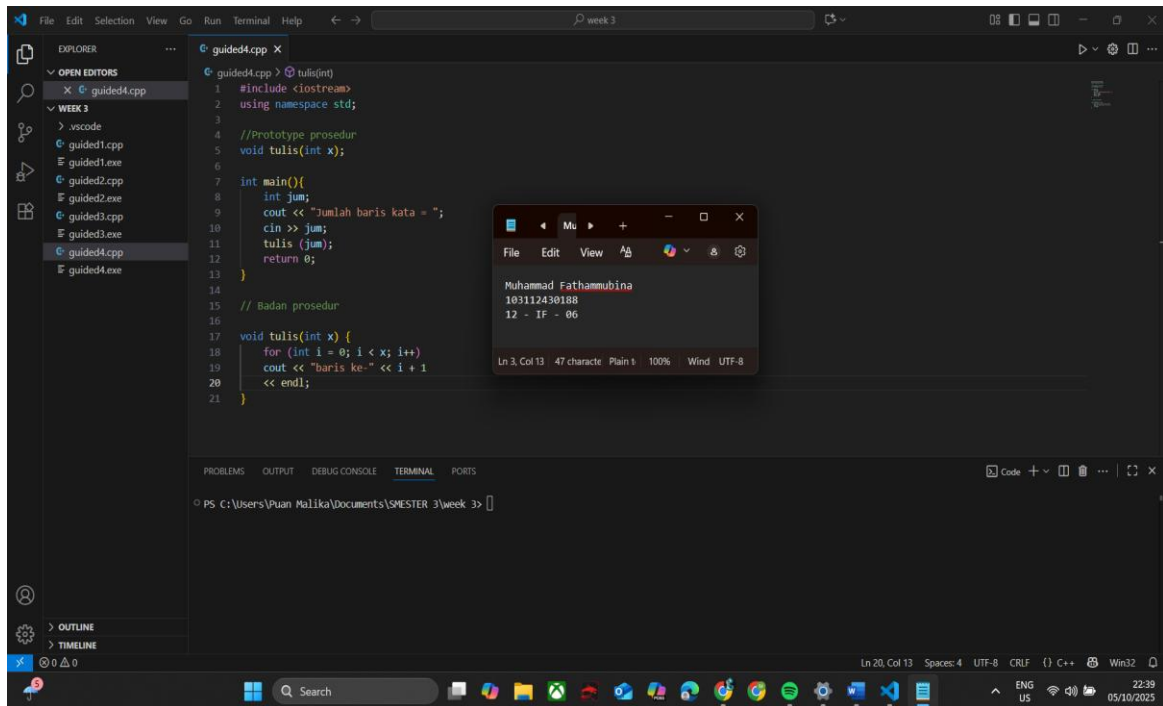 File Edit Selection View Go Run Terminal Help
week 3
EXPLORER
OPEN EDITORS
guided4.cpp
WEEK 3
.vscode
guided1.cpp
guided1.exe
guided2.cpp
guided2.exe
guided3.cpp
guided3.exe
guided4.cpp
guided4.exe
OUTLINE
TIMELINE
guided4.cpp
guided4.cpp > tulis(int)
1 #include <iostream>
2 using namespace std;
3
4 //Prototype prosedur
5 void tulis(int x);
6
7 int main(){
8 int jum;
9 cout << "Jumlah baris kata = ";
10 cin >> jum;
11 tulis (jum);
12 return 0;
13 }
14
15 // Badan prosedur
16
17 void tulis(int x) {
18 for (int i = 0; i < x; i++)
19 cout << "baris ke-" << i + 1
20 << endl;
21 }
Mu
File Edit View
Muhammad Fathammubina
103112430188
12 - IF - 06
Ln 3, Col 13 47 characte Plain t 100% Wind UTF-8
PROBLEMS OUTPUT DEBUG CONSOLE TERMINAL PORTS
Code
PS C:\Users\Puan Malika\Documents\SMESTER 3\week 3>
0 0
Ln 20, Col 13 Spaces: 4 UTF-8 CRLF {} C++ Win32
5
Search
ENG
US
22:39
05/10/2025